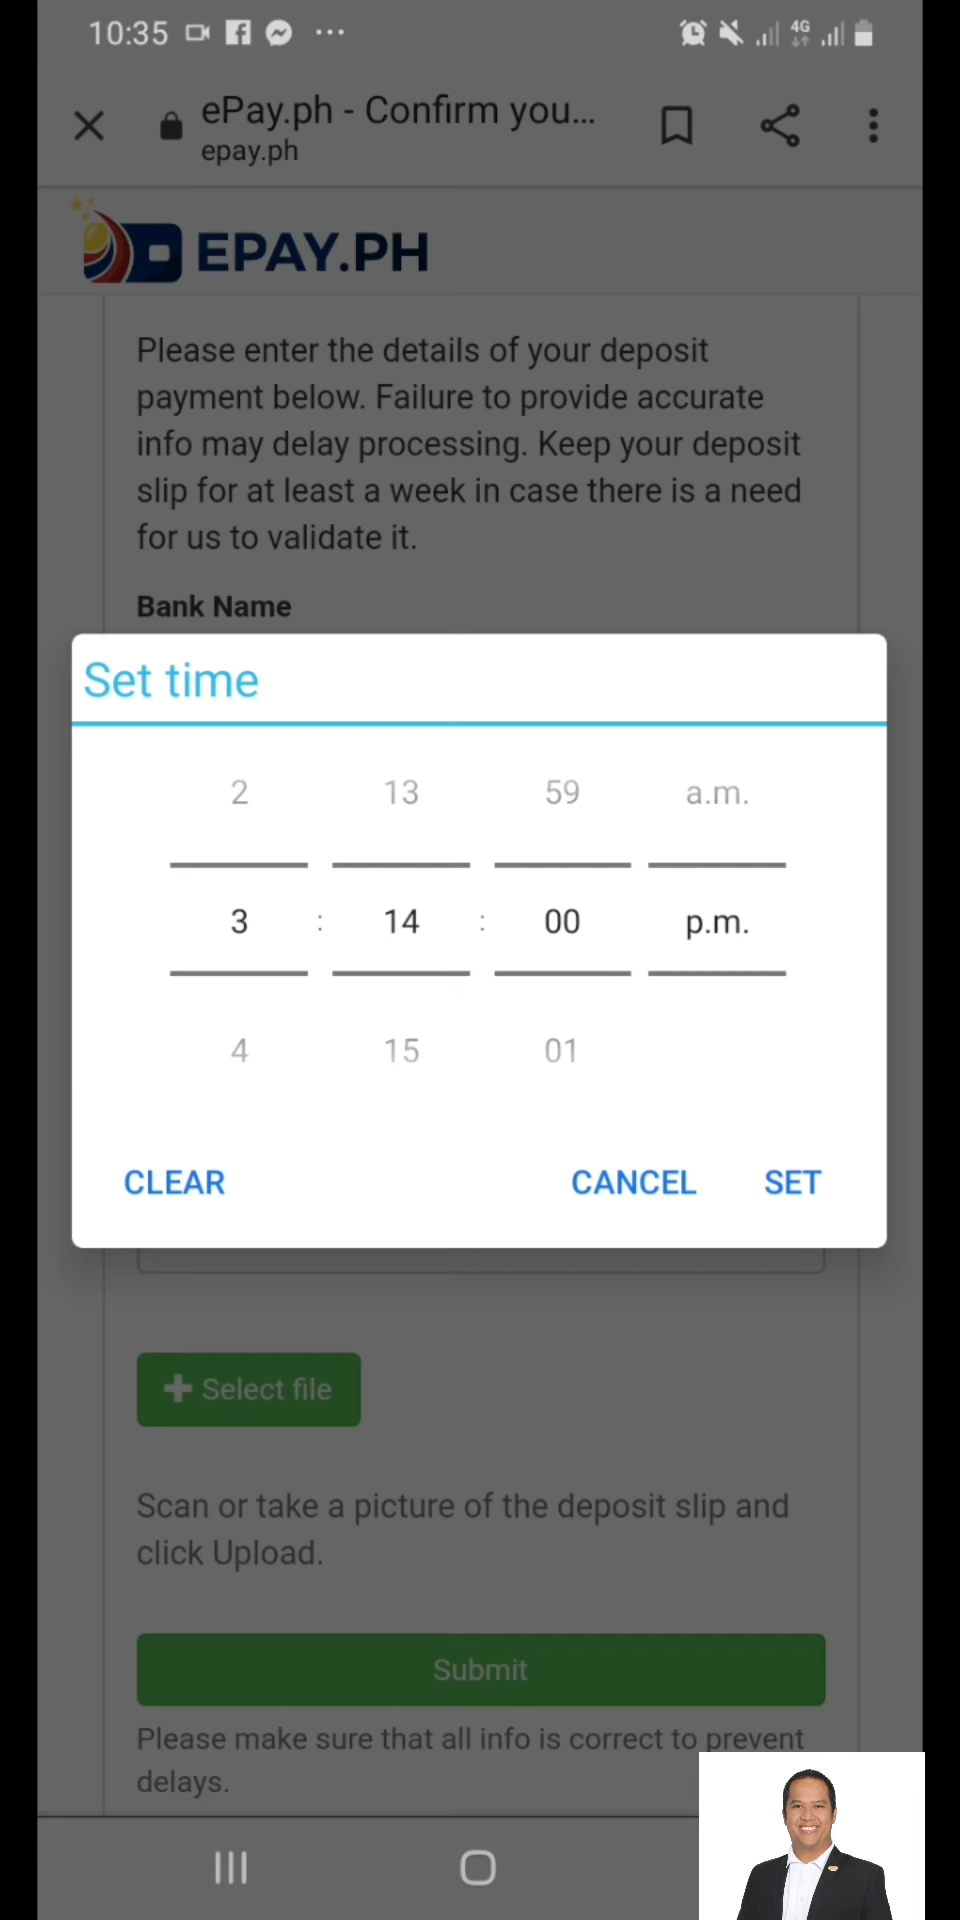 10:35
4G
ePay.ph - Confirm you...
epay.ph
EPAY.PH
Please enter the details of your deposit
payment below. Failure to provide accurate
info may delay processing. Keep your deposit
slip for at least a week in case there is a need
for us to validate it.
Bank Name
Set time
2 13 59 a.m.
3 : 14 : 00 p.m.
4 15 01
CLEAR CANCEL SET
Select file
Scan or take a picture of the deposit slip and
click Upload.
Submit
Please make sure that all info is correct to prevent
delays.